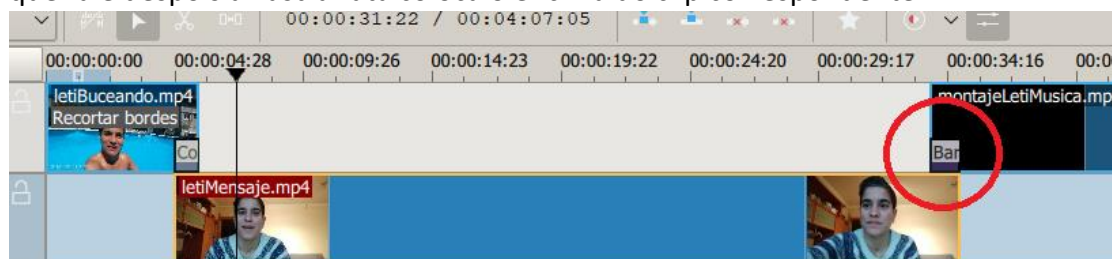 00:00:31:22 / 00:04:07:05
00:00:00:00 00:00:04:28 00:00:09:26 00:00:14:23 00:00:19:22 00:00:24:20 00:00:29:17 00:00:34:16 00:0
letiBuceando.mp4 montajeLetiMusica.mp
Recortar bordes
Co Bar
letiMensaje.mp4